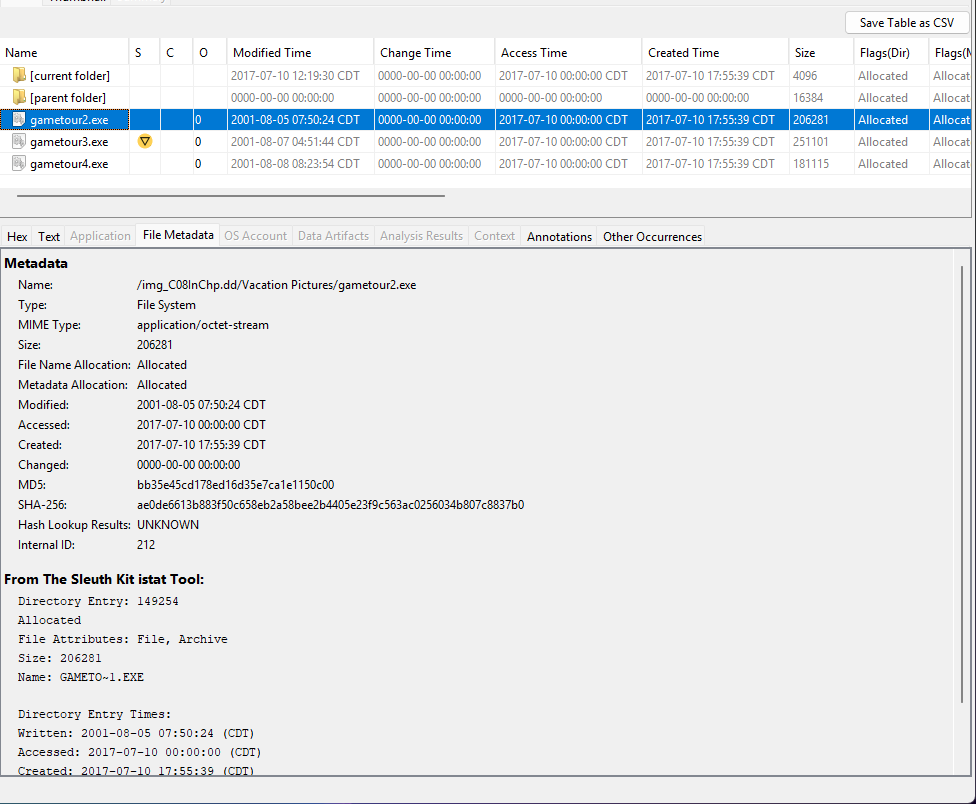 Save Table as CSV
Name S C O Modified Time Change Time Access Time Created Time Size Flags(Dir) Flags(M
[current folder] 2017-07-10 12:19:30 CDT 0000-00-00 00:00:00 2017-07-10 00:00:00 CDT 2017-07-10 17:55:39 CDT 4096 Allocated Allocat
[parent folder] 0000-00-00 00:00:00 0000-00-00 00:00:00 0000-00-00 00:00:00 0000-00-00 00:00:00 16384 Allocated Allocat
gametour2.exe 0 2001-08-05 07:50:24 CDT 0000-00-00 00:00:00 2017-07-10 00:00:00 CDT 2017-07-10 17:55:39 CDT 206281 Allocated Allocat
gametour3.exe 0 2001-08-07 04:51:44 CDT 0000-00-00 00:00:00 2017-07-10 00:00:00 CDT 2017-07-10 17:55:39 CDT 251101 Allocated Allocat
gametour4.exe 0 2001-08-08 08:23:54 CDT 0000-00-00 00:00:00 2017-07-10 00:00:00 CDT 2017-07-10 17:55:39 CDT 181115 Allocated Allocat
Hex Text Application File Metadata OS Account Data Artifacts Analysis Results Context Annotations Other Occurrences
Metadata
Name: /img_C08InChp.dd/Vacation Pictures/gametour2.exe
Type: File System
MIME Type: application/octet-stream
Size: 206281
File Name Allocation: Allocated
Metadata Allocation: Allocated
Modified: 2001-08-05 07:50:24 CDT
Accessed: 2017-07-10 00:00:00 CDT
Created: 2017-07-10 17:55:39 CDT
Changed: 0000-00-00 00:00:00
MD5: bb35e45cd178ed16d35e7ca1e1150c00
SHA-256: ae0de6613b883f50c658eb2a58bee2b4405e23f9c563ac0256034b807c8837b0
Hash Lookup Results: UNKNOWN
Internal ID: 212
From The Sleuth Kit istat Tool:
Directory Entry: 149254
Allocated
File Attributes: File, Archive
Size: 206281
Name: GAMETO~1.EXE
Directory Entry Times:
Written: 2001-08-05 07:50:24 (CDT)
Accessed: 2017-07-10 00:00:00 (CDT)
Created: 2017-07-10 17:55:39 (CDT)